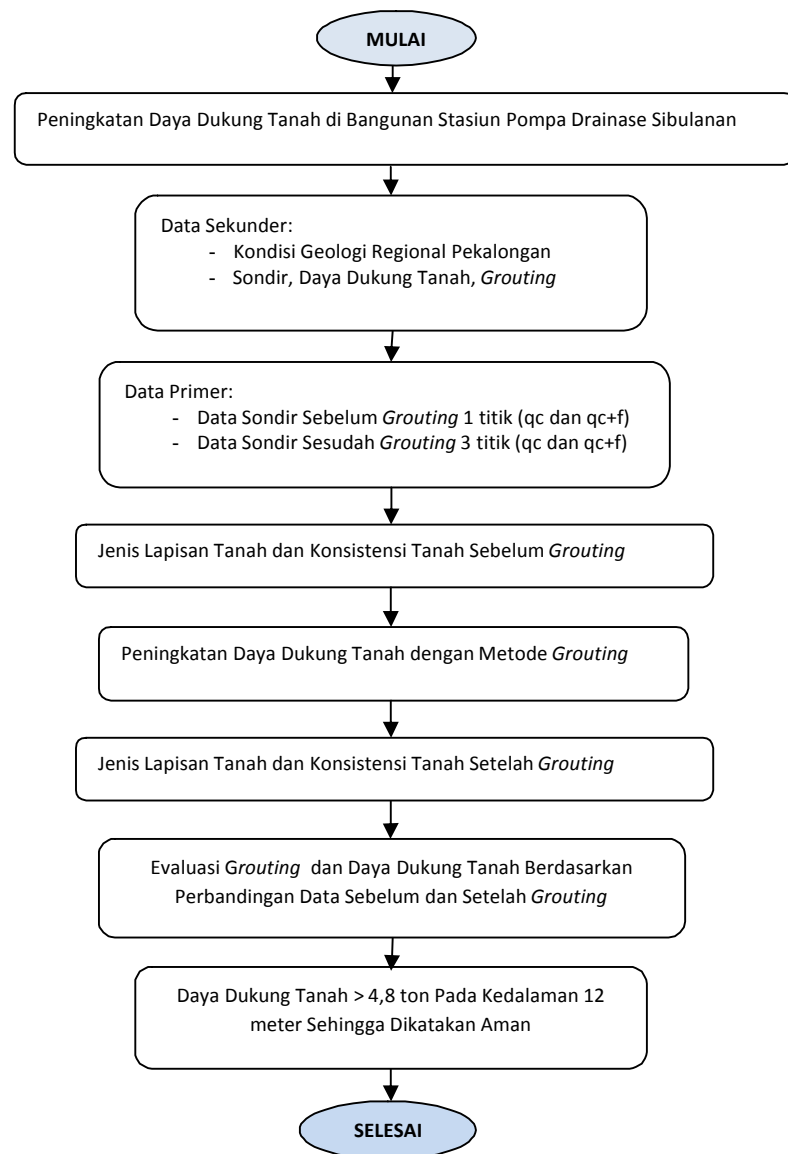 MULAI
Peningkatan Daya Dukung Tanah di Bangunan Stasiun Pompa Drainase Sibulanan
Data Sekunder:
- Kondisi Geologi Regional Pekalongan
- Sondir, Daya Dukung Tanah, Grouting
Data Primer:
- Data Sondir Sebelum Grouting 1 titik (qc dan qc+f)
- Data Sondir Sesudah Grouting 3 titik (qc dan qc+f)
Jenis Lapisan Tanah dan Konsistensi Tanah Sebelum Grouting
Peningkatan Daya Dukung Tanah dengan Metode Grouting
Jenis Lapisan Tanah dan Konsistensi Tanah Setelah Grouting
Evaluasi Grouting dan Daya Dukung Tanah Berdasarkan
Perbandingan Data Sebelum dan Setelah Grouting
Daya Dukung Tanah > 4,8 ton Pada Kedalaman 12
meter Sehingga Dikatakan Aman
SELESAI